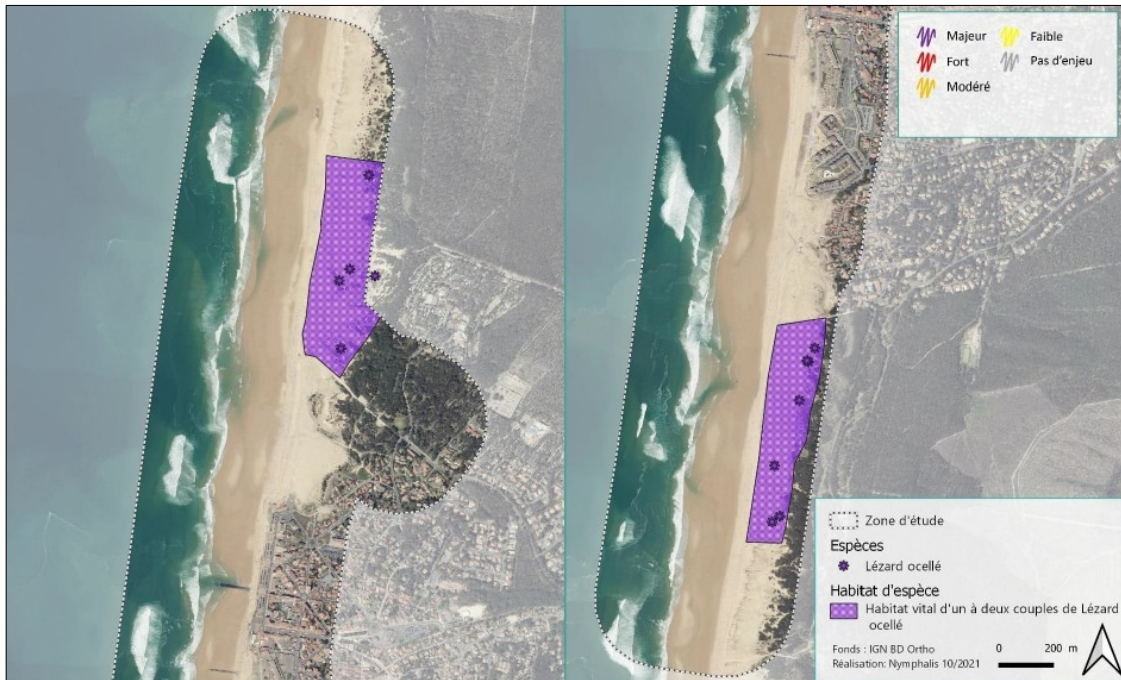 Majeur
Faible
Fort
Pas d'enjeu
Modéré
Zone d'étude
Espèces
Lézard ocellé
Habitat d'espèce
Habitat vital d'un à deux couples de Lézard
ocellé
Fonds : IGN BD Ortho
Réalisation: Nymphalis 10/2021
0 200 m